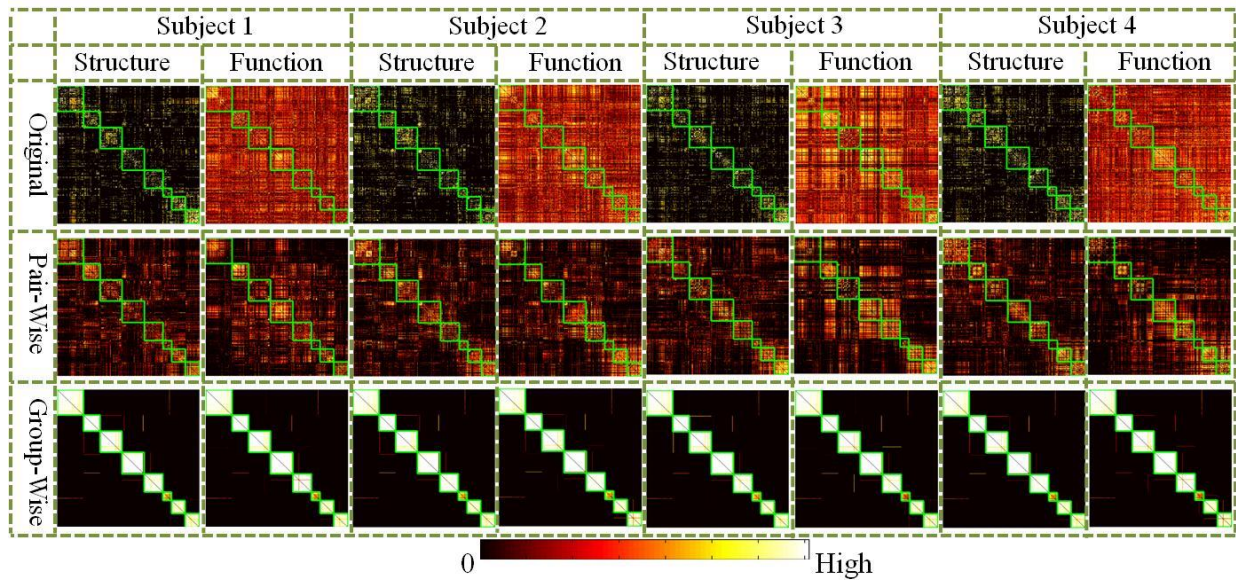 Subject 1 Subject 2 Subject 3 Subject 4
Structure Function Structure Function Structure Function Structure Function
Original
Pair-Wise
Group-Wise
0 High